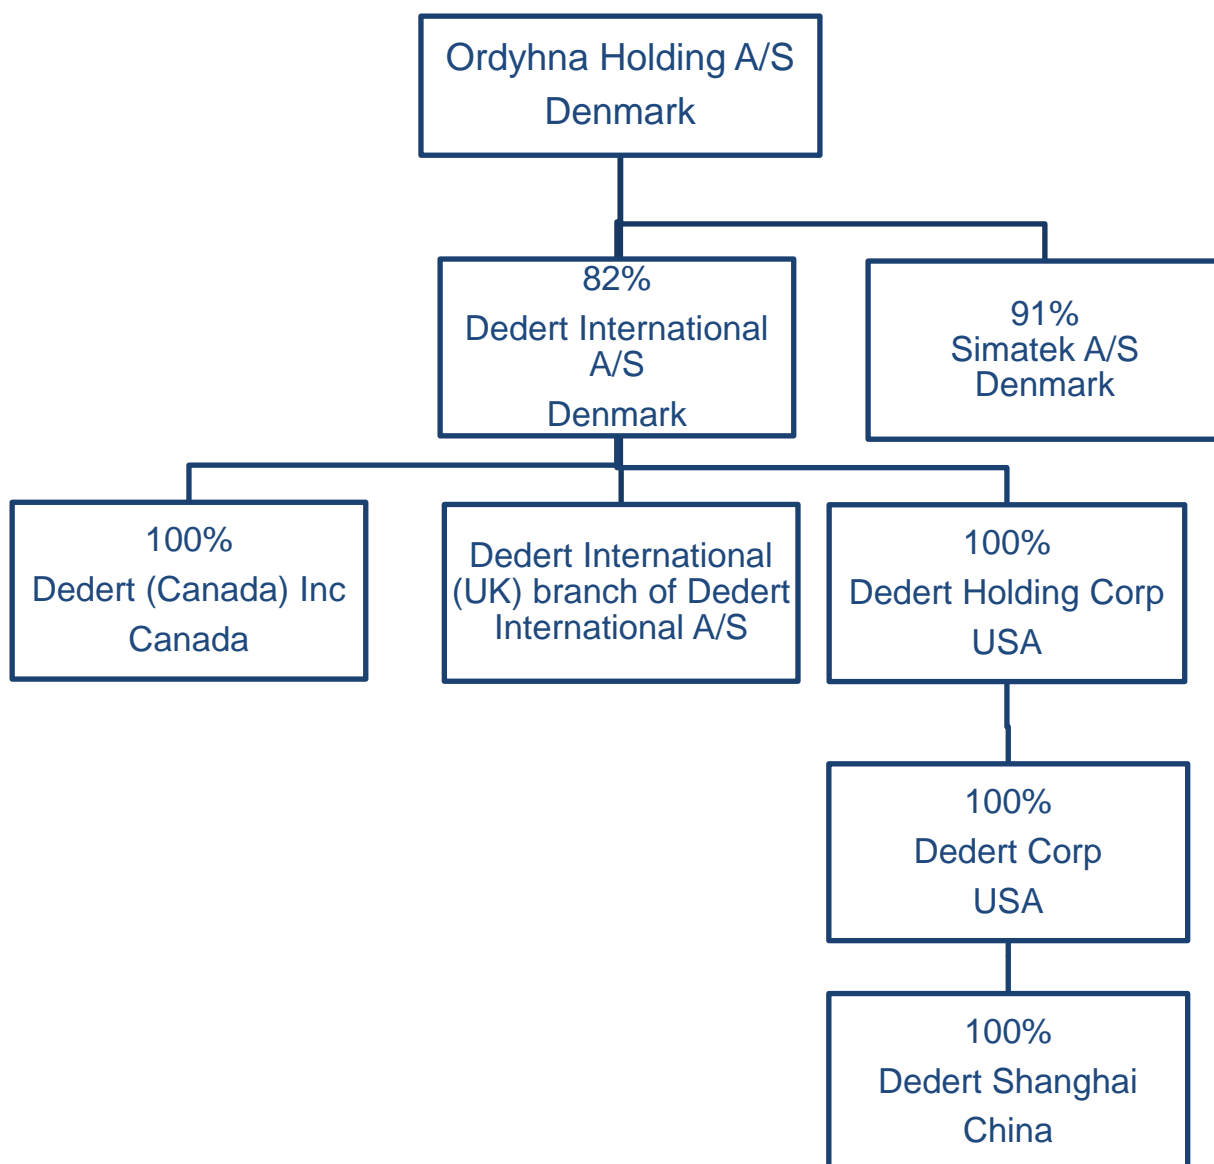 Ordyhna Holding A/S
Denmark
82%
Dedert International
A/S
Denmark
91%
Simatek A/S
Denmark
100%
Dedert (Canada) Inc
Canada
Dedert International
(UK) branch of Dedert
International A/S
100%
Dedert Holding Corp
USA
100%
Dedert Corp
USA
100%
Dedert Shanghai
China